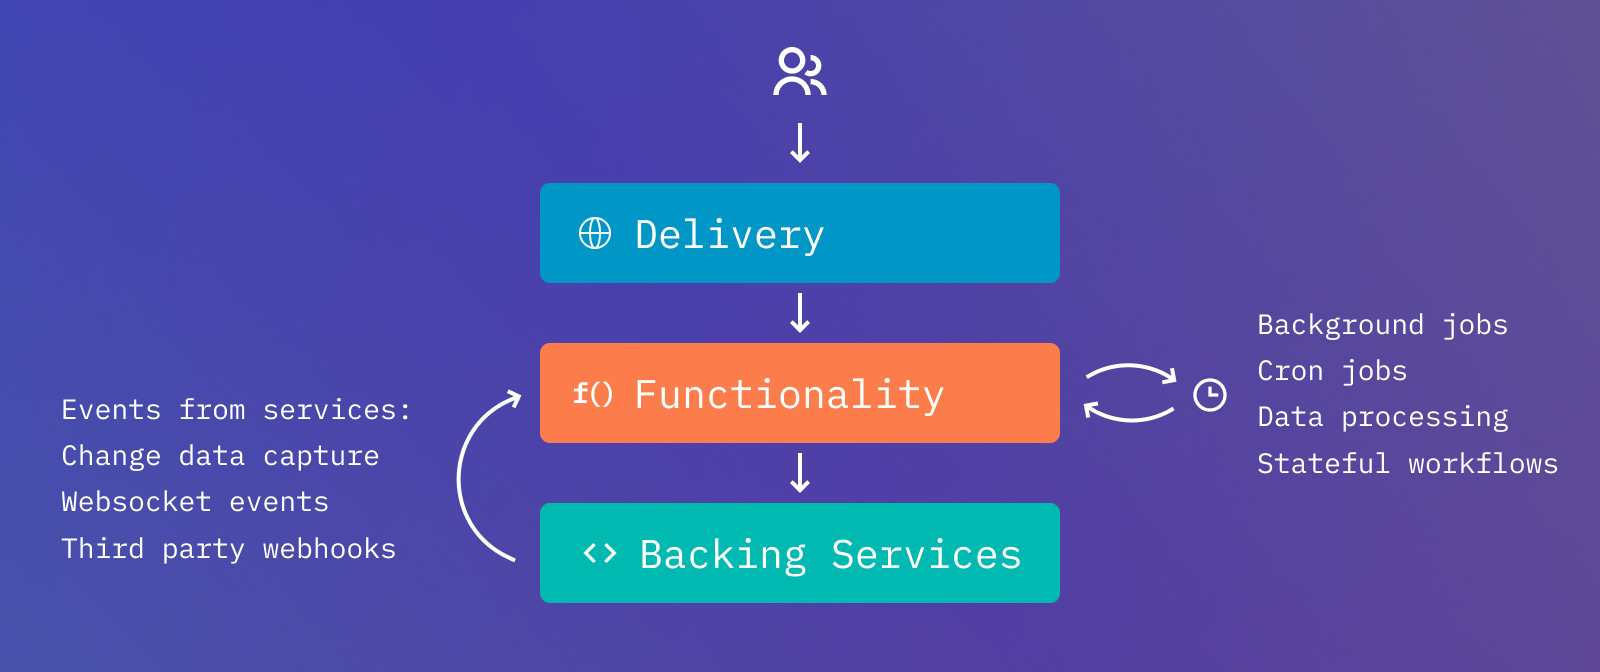 Delivery
f() Functionality
Backing Services
Events from services:
Change data capture
Websocket events
Third party webhooks
Background jobs
Cron jobs
Data processing
Stateful workflows